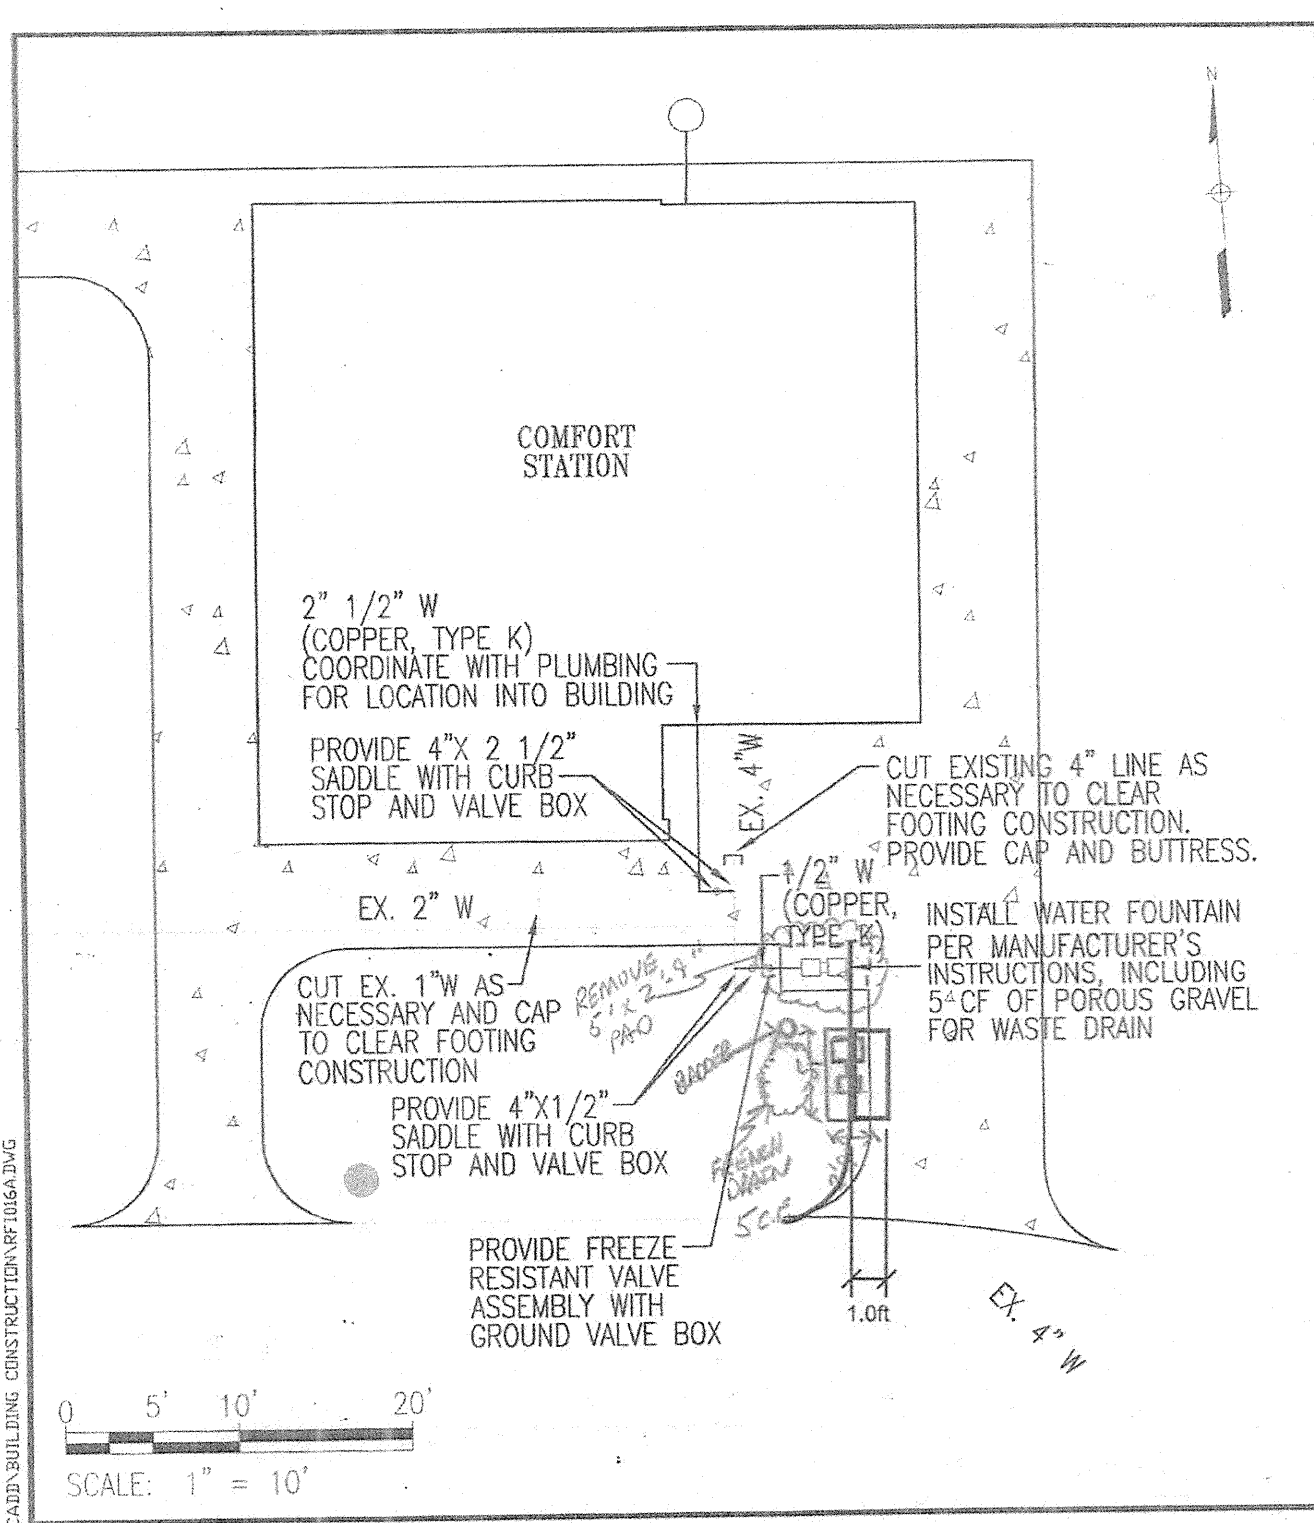 N
COMFORT
STATION
2" 1/2" W
(COPPER, TYPE K)
COORDINATE WITH PLUMBING
FOR LOCATION INTO BUILDING
PROVIDE 4"X 2 1/2"
SADDLE WITH CURB
STOP AND VALVE BOX
EX. 4"W
CUT EXISTING 4" LINE AS
NECESSARY TO CLEAR
FOOTING CONSTRUCTION.
PROVIDE CAP AND BUTTRESS.
EX. 2" W
1/2" W
(COPPER,
TYPE K)
INSTALL WATER FOUNTAIN
PER MANUFACTURER'S
INSTRUCTIONS, INCLUDING
5 CF OF POROUS GRAVEL
FOR WASTE DRAIN
CUT EX. 1"W AS
NECESSARY AND CAP
TO CLEAR FOOTING
CONSTRUCTION
REMOVE
5' X 2'-9"
PAD
PROVIDE 4"X1/2"
SADDLE WITH CURB
STOP AND VALVE BOX
FRENCH
DRAIN
5 C.F.
PROVIDE FREEZE
RESISTANT VALVE
ASSEMBLY WITH
GROUND VALVE BOX
1.0ft
EX. 4" W
0 5' 10' 20'
SCALE: 1" = 10'
CADD\BUILDING CONSTRUCTION\RF1016A.DWG